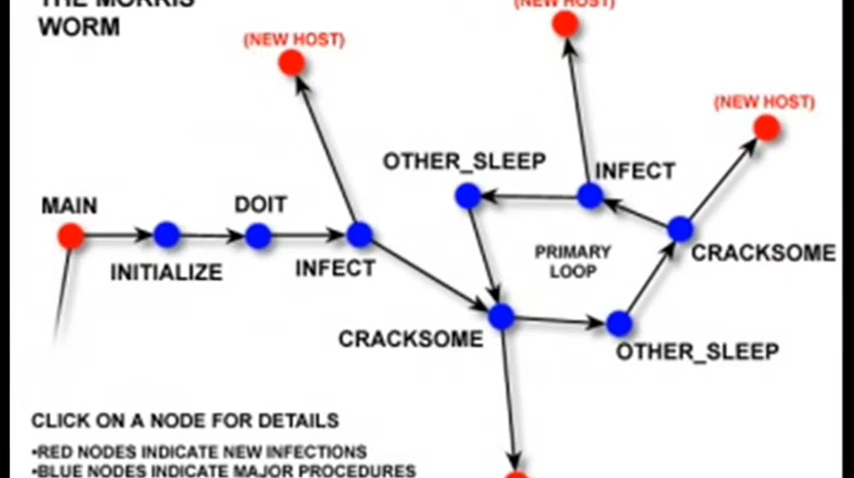 THE MORRIS
WORM
(NEW HOST)
(NEW HOST)
(NEW HOST)
OTHER_SLEEP
INFECT
MAIN
DOIT
INITIALIZE
INFECT
PRIMARY
LOOP
CRACKSOME
CRACKSOME
OTHER_SLEEP
CLICK ON A NODE FOR DETAILS
•RED NODES INDICATE NEW INFECTIONS
•BLUE NODES INDICATE MAJOR PROCEDURES